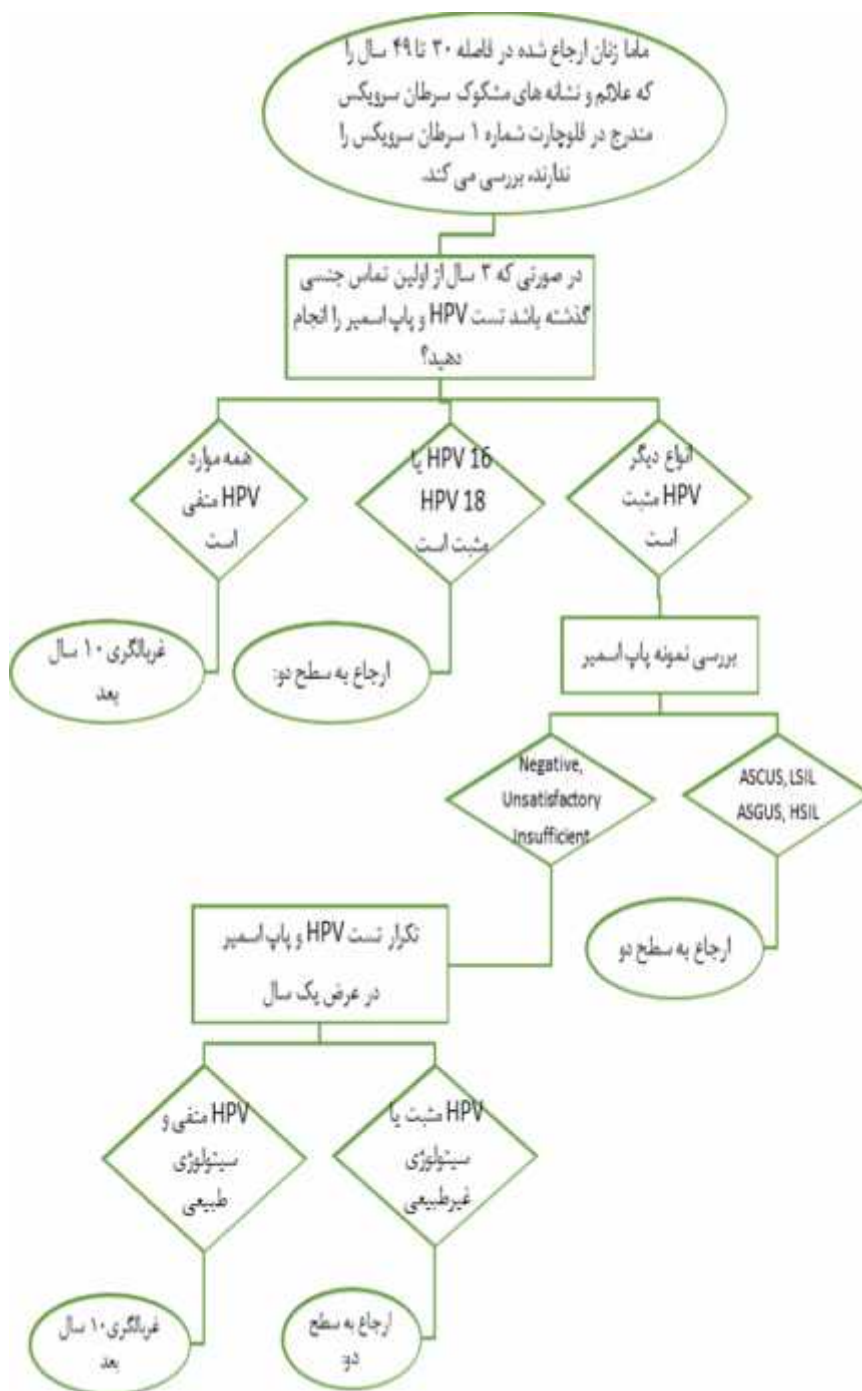 ماما زنان ارجاع شده در فاصله ۳۰ تا ۴۹ سال را
که علائم و نشانه های مشکوک سرطان سرویکس
مندرج در فلوچارت شماره ۱ سرطان سرویکس را
ندارند، بررسی می کند.
در صورتی که ۳ سال از اولین تماس جنسی
گذشته باشد تست HPV و پاپ اسمیر را انجام
دهید؟
انواع دیگر
HPV مثبت
است
HPV 16 یا
HPV 18
مثبت است
همه موارد
HPV منفی
است
بررسی نمونه پاپ اسمیر
ارجاع به سطح دو:
غربالگری ۱۰ سال
بعد
ASCUS, LSIL
ASGUS, HSIL
Negative,
Unsatisfactory
Insufficient
ارجاع به سطح دو
تکرار تست HPV و پاپ اسمیر
در عرض یک سال
HPV مثبت یا
سیتولوژی
غیرطبیعی
HPV منفی و
سیتولوژی
طبیعی
ارجاع به سطح
دو:
غربالگری ۱۰ سال
بعد